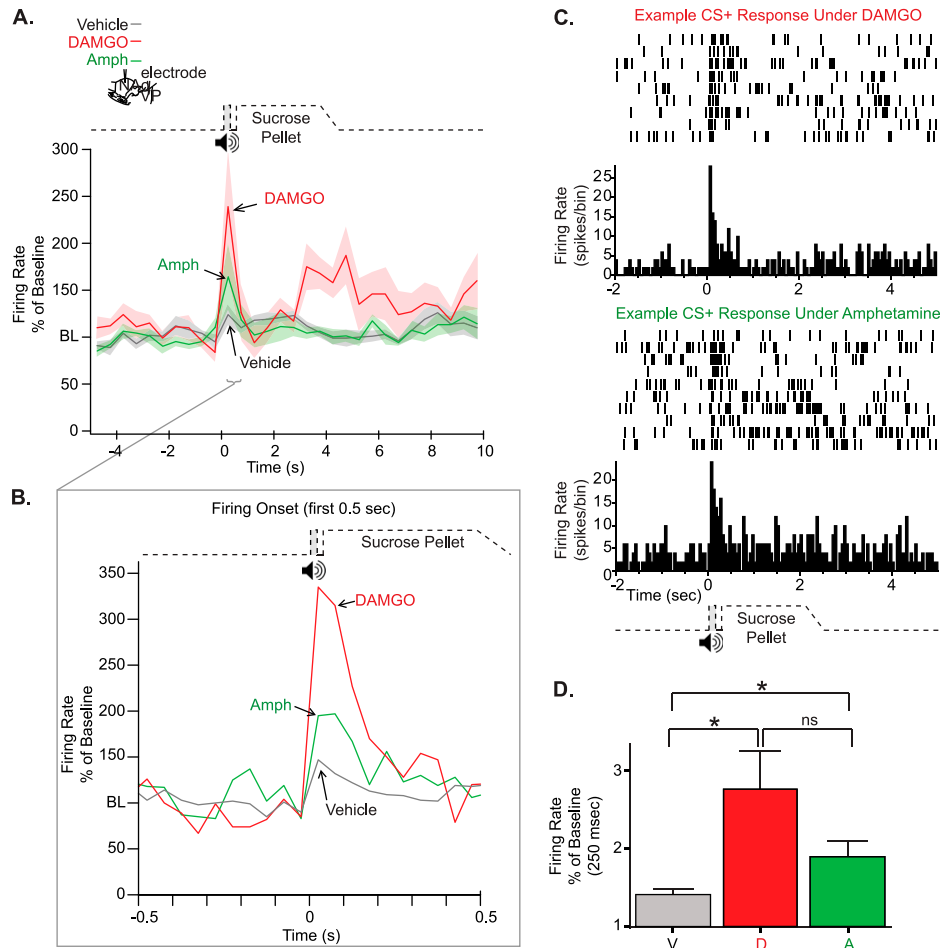 A.
Vehicle
DAMGO
Amph
electrode
NAc
VP
Sucrose
Pellet
300
250
200
150
BL
50
0
Firing Rate
% of Baseline
DAMGO
Amph
Vehicle
-4 -2 0 2 4 6 8 10
Time (s)
B.
Firing Onset (first 0.5 sec)
Sucrose Pellet
350
300
250
200
150
BL
50
0
Firing Rate
% of Baseline
DAMGO
Amph
Vehicle
-0.5 0 0.5
Time (s)
C.
Example CS+ Response Under DAMGO
25
20
15
10
5
0
Firing Rate
(spikes/bin)
-2 0 2 4
Example CS+ Response Under Amphetamine
20
15
10
5
0
Firing Rate
(spikes/bin)
-2 0 2 4
Time (sec)
Sucrose
Pellet
D.
*
*
ns
3
2
1
Firing Rate
% of Baseline
(250 msec)
V D A